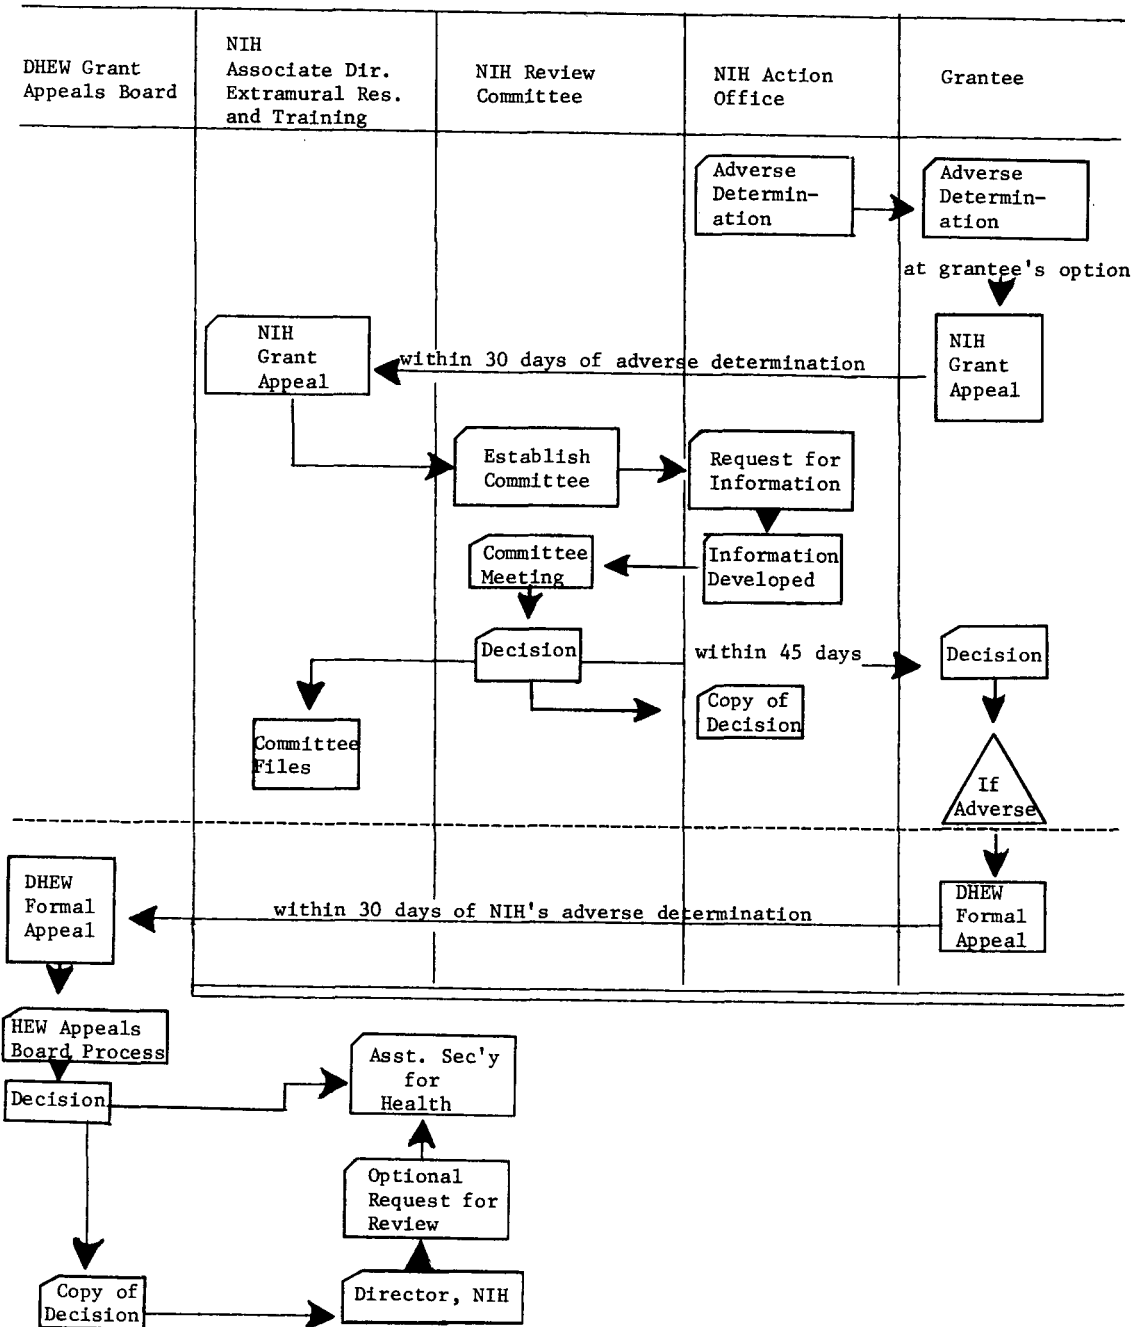 DHEW Grant
Appeals Board
NIH
Associate Dir.
Extramural Res.
and Training
NIH Review
Committee
NIH Action
Office
Grantee
Adverse
Determin-
ation
Adverse
Determin-
ation
at grantee's option
NIH
Grant
Appeal
within 30 days of adverse determination
NIH
Grant
Appeal
Establish
Committee
Request for
Information
Committee
Meeting
Information
Developed
Decision
within 45 days
Decision
Copy of
Decision
Committee
Files
If
Adverse
DHEW
Formal
Appeal
within 30 days of NIH's adverse determination
DHEW
Formal
Appeal
HEW Appeals
Board Process
Decision
Asst. Sec'y
for
Health
Optional
Request for
Review
Copy of
Decision
Director, NIH